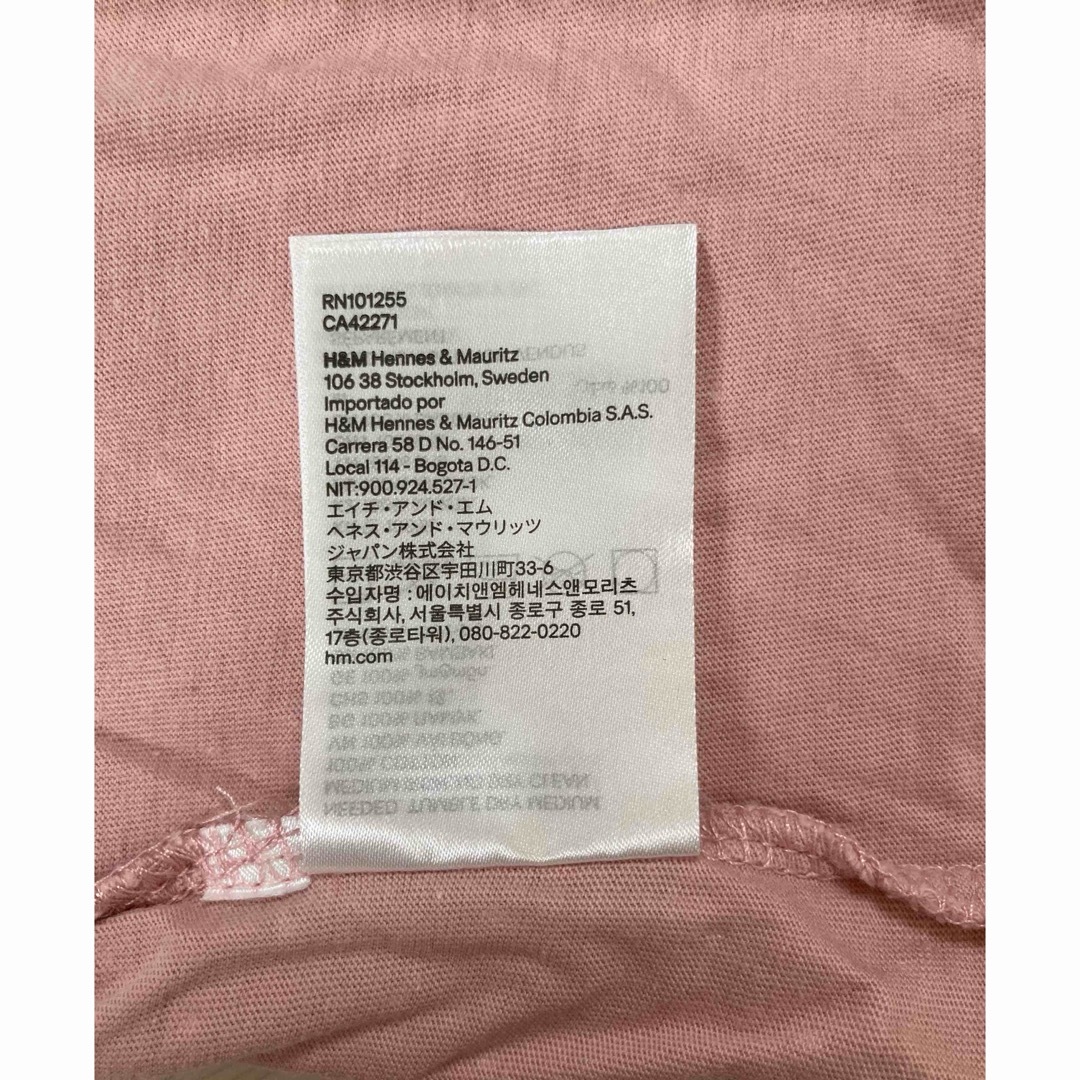 RN101255
CA42271
H&M Hennes & Mauritz
106 38 Stockholm, Sweden
Importado por
H&M Hennes & Mauritz Colombia S.A.S.
Carrera 58 D No. 146-51
Local 114 - Bogota D.C.
NIT:900.924.527-1
エイチ・アンド・エム
ヘネス・アンド・マウリッツ
ジャパン株式会社
東京都渋谷区宇田川町33-6
수입자명 : 에이치앤엠헤네스앤모리츠
주식회사, 서울특별시 종로구 종로 51,
17층(종로타워), 080-822-0220
hm.com